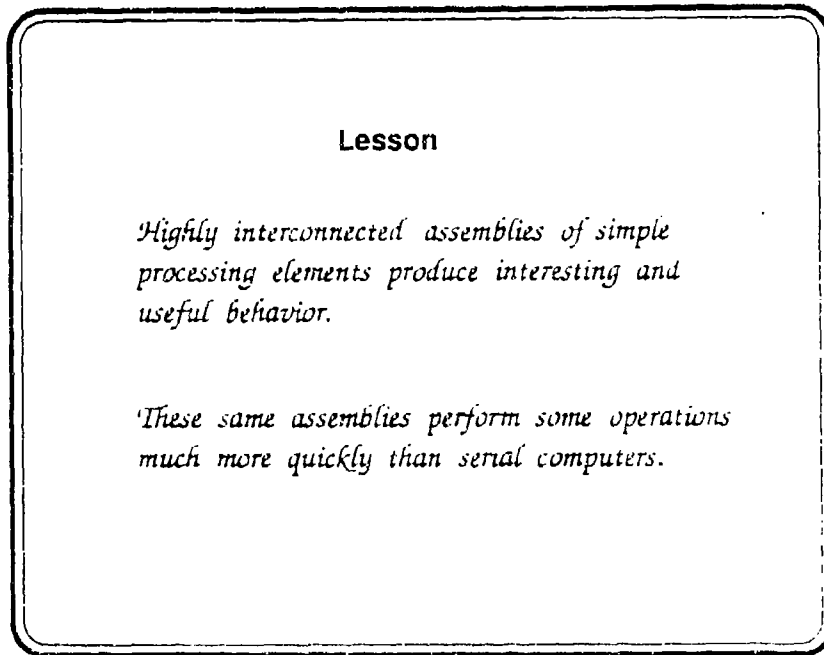 Lesson
Highly interconnected assemblies of simple
processing elements produce interesting and
useful behavior.
These same assemblies perform some operations
much more quickly than serial computers.